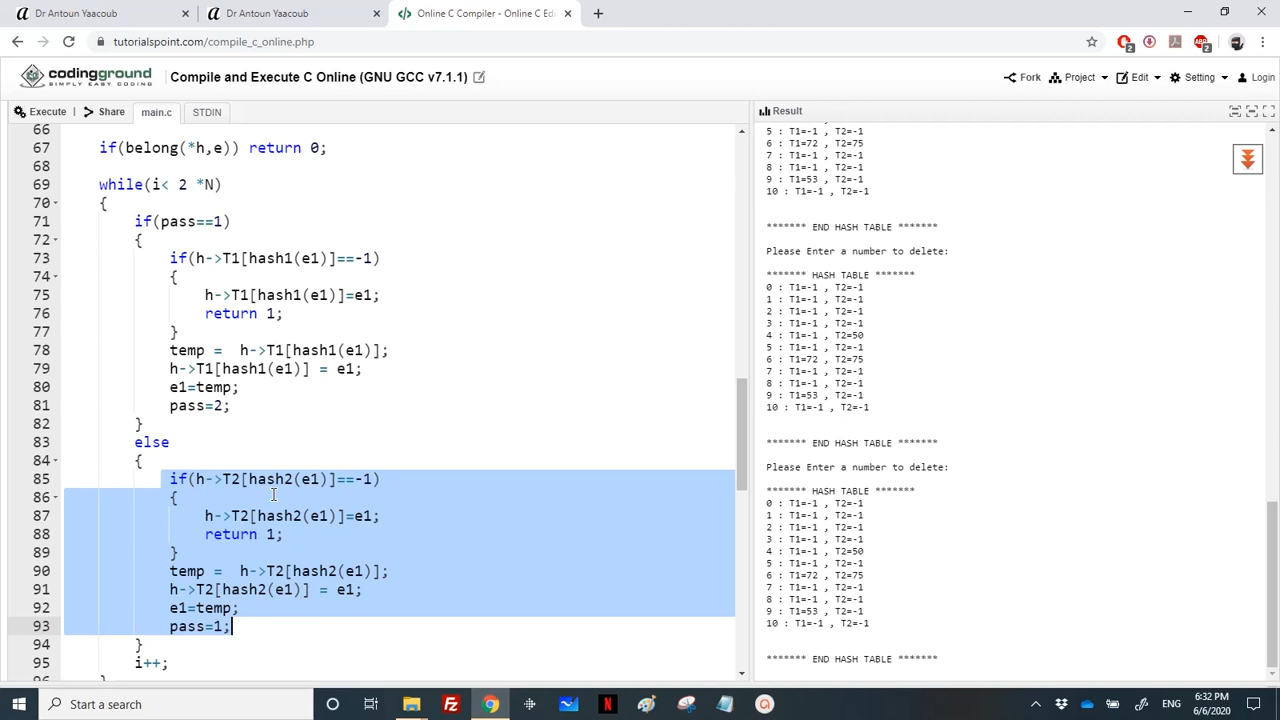 Dr Antoun Yaacoub
Dr Antoun Yaacoub
Online C Compiler - Online C Edi
tutorialspoint.com/compile_c_online.php
2
2
codingground
SIMPLY EASY CODING
Compile and Execute C Online (GNU GCC v7.1.1)
Fork
Project
Edit
Setting
Login
Execute
Share
main.c
STDIN
Result
66
67 if(belong(*h,e)) return 0;
68
69 while(i< 2 *N)
70 {
71 if(pass==1)
72 {
73 if(h->T1[hash1(e1)]==-1)
74 {
75 h->T1[hash1(e1)]=e1;
76 return 1;
77 }
78 temp = h->T1[hash1(e1)];
79 h->T1[hash1(e1)] = e1;
80 e1=temp;
81 pass=2;
82 }
83 else
84 {
85 if(h->T2[hash2(e1)]==-1)
86 {
87 h->T2[hash2(e1)]=e1;
88 return 1;
89 }
90 temp = h->T2[hash2(e1)];
91 h->T2[hash2(e1)] = e1;
92 e1=temp;
93 pass=1;
94 }
95 i++;
5 : T1=-1 , T2=-1
6 : T1=72 , T2=75
7 : T1=-1 , T2=-1
8 : T1=-1 , T2=-1
9 : T1=53 , T2=-1
10 : T1=-1 , T2=-1
******* END HASH TABLE *******
Please Enter a number to delete:
******* HASH TABLE *******
0 : T1=-1 , T2=-1
1 : T1=-1 , T2=-1
2 : T1=-1 , T2=-1
3 : T1=-1 , T2=-1
4 : T1=-1 , T2=50
5 : T1=-1 , T2=-1
6 : T1=72 , T2=75
7 : T1=-1 , T2=-1
8 : T1=-1 , T2=-1
9 : T1=53 , T2=-1
10 : T1=-1 , T2=-1
******* END HASH TABLE *******
Please Enter a number to delete:
******* HASH TABLE *******
0 : T1=-1 , T2=-1
1 : T1=-1 , T2=-1
2 : T1=-1 , T2=-1
3 : T1=-1 , T2=-1
4 : T1=-1 , T2=50
5 : T1=-1 , T2=-1
6 : T1=72 , T2=75
7 : T1=-1 , T2=-1
8 : T1=-1 , T2=-1
9 : T1=53 , T2=-1
10 : T1=-1 , T2=-1
******* END HASH TABLE *******
Type here to search
ENG
6:32 PM
6/6/2020